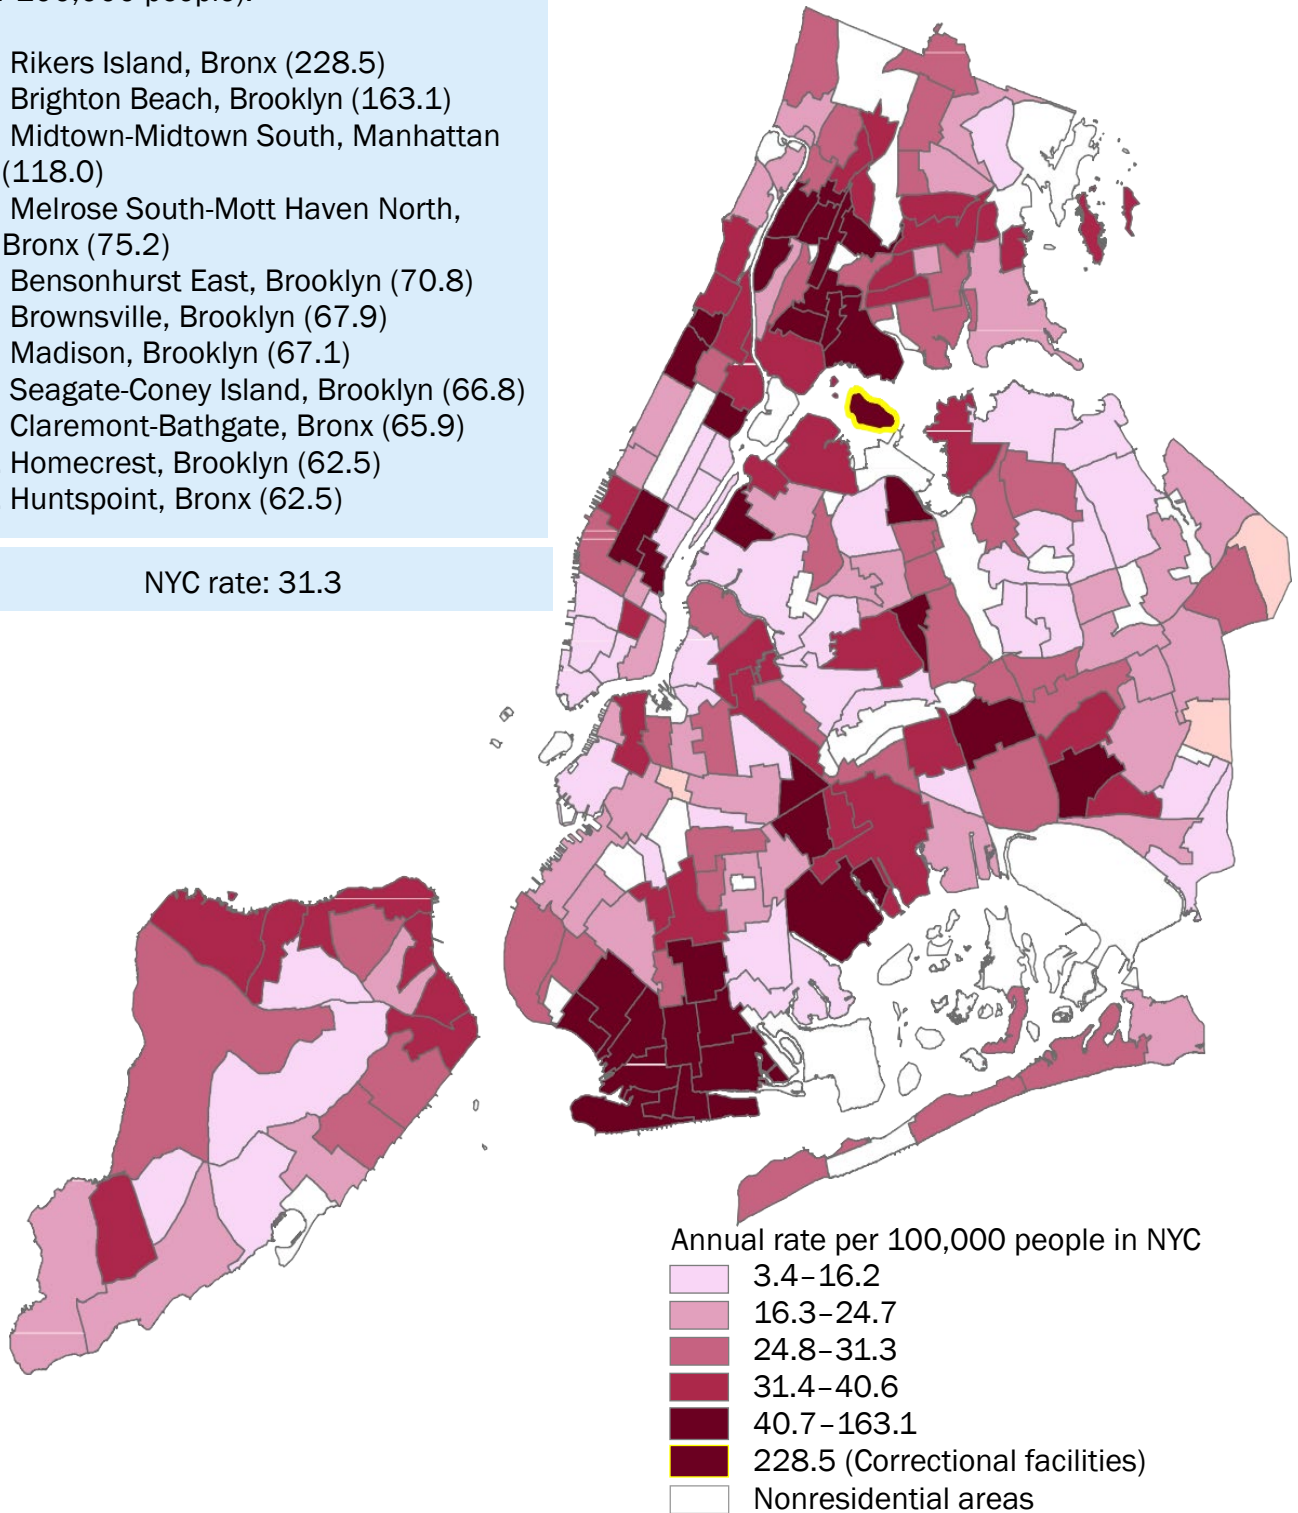 100,000 people):
Rikers Island, Bronx (228.5)
Brighton Beach, Brooklyn (163.1)
Midtown-Midtown South, Manhattan
(118.0)
Melrose South-Mott Haven North,
Bronx (75.2)
Bensonhurst East, Brooklyn (70.8)
Brownsville, Brooklyn (67.9)
Madison, Brooklyn (67.1)
Seagate-Coney Island, Brooklyn (66.8)
Claremont-Bathgate, Bronx (65.9)
Homecrest, Brooklyn (62.5)
Huntspoint, Bronx (62.5)
NYC rate: 31.3
Annual rate per 100,000 people in NYC
3.4–16.2
16.3–24.7
24.8–31.3
31.4–40.6
40.7–163.1
228.5 (Correctional facilities)
Nonresidential areas